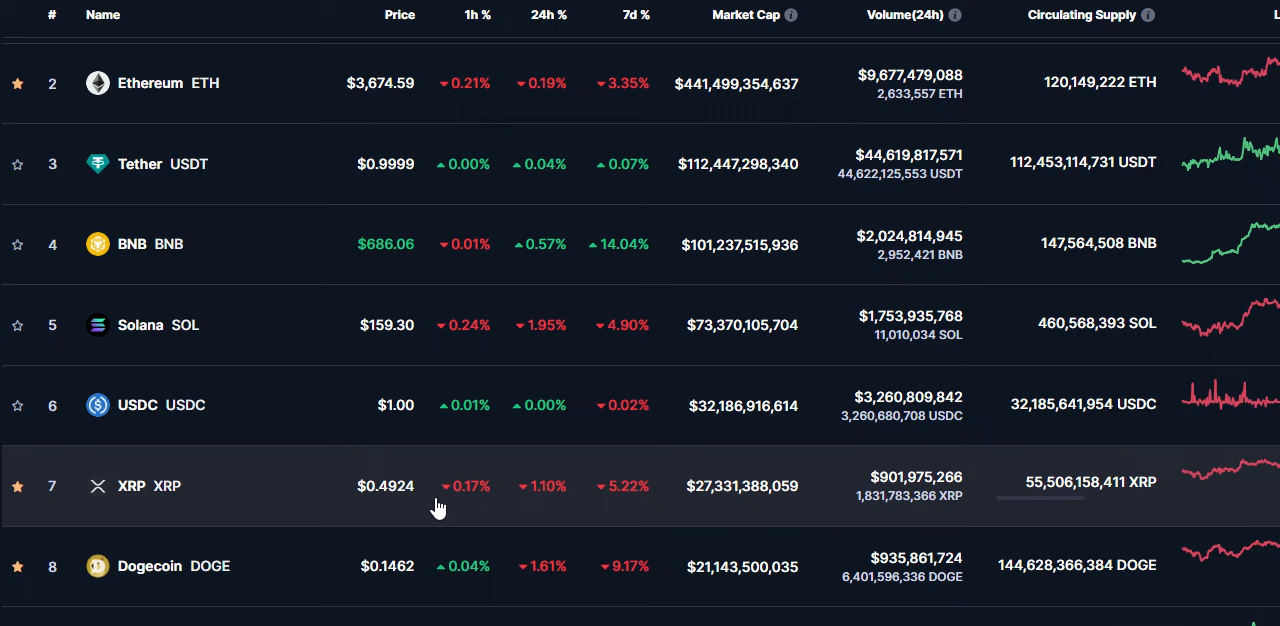 # Name Price 1h % 24h % 7d % Market Cap Volume(24h) Circulating Supply L
2 Ethereum ETH $3,674.59 0.21% 0.19% 3.35% $441,499,354,637 $9,677,479,088 120,149,222 ETH
2,633,557 ETH
3 Tether USDT $0.9999 0.00% 0.04% 0.07% $112,447,298,340 $44,619,817,571 112,453,114,731 USDT
44,622,125,553 USDT
4 BNB BNB $686.06 0.01% 0.57% 14.04% $101,237,515,936 $2,024,814,945 147,564,508 BNB
2,952,421 BNB
5 Solana SOL $159.30 0.24% 1.95% 4.90% $73,370,105,704 $1,753,935,768 460,568,393 SOL
11,010,034 SOL
6 USDC USDC $1.00 0.01% 0.00% 0.02% $32,186,916,614 $3,260,809,842 32,185,641,954 USDC
3,260,680,708 USDC
7 XRP XRP $0.4924 0.17% 1.10% 5.22% $27,331,388,059 $901,975,266 55,506,158,411 XRP
1,831,783,366 XRP
8 Dogecoin DOGE $0.1462 0.04% 1.61% 9.17% $21,143,500,035 $935,861,724 144,628,366,384 DOGE
6,401,596,336 DOGE